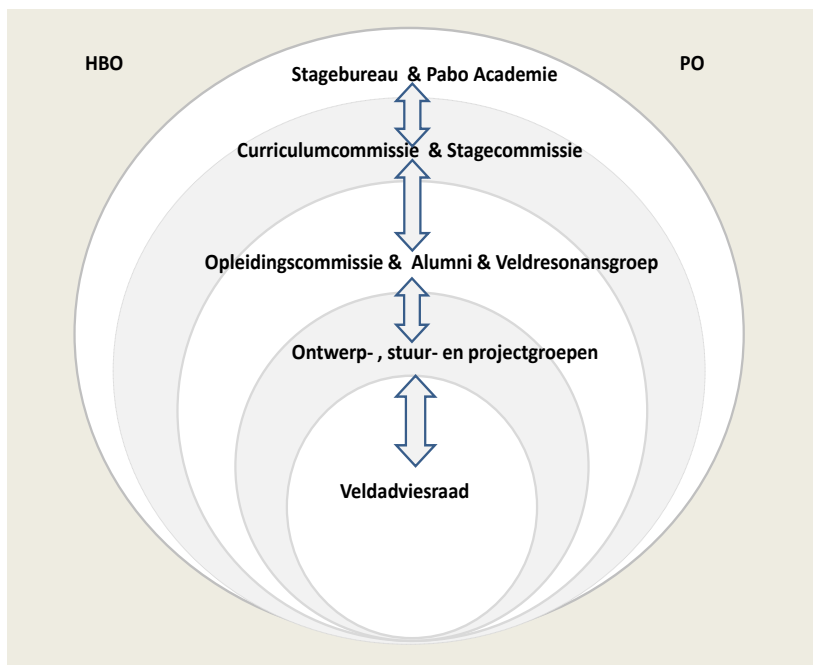 HBO
PO
Stagebureau & Pabo Academie
Curriculumcommissie & Stagecommissie
Opleidingscommissie & Alumni & Veldresonansgroep
Ontwerp- , stuur- en projectgroepen
Veldadviesraad